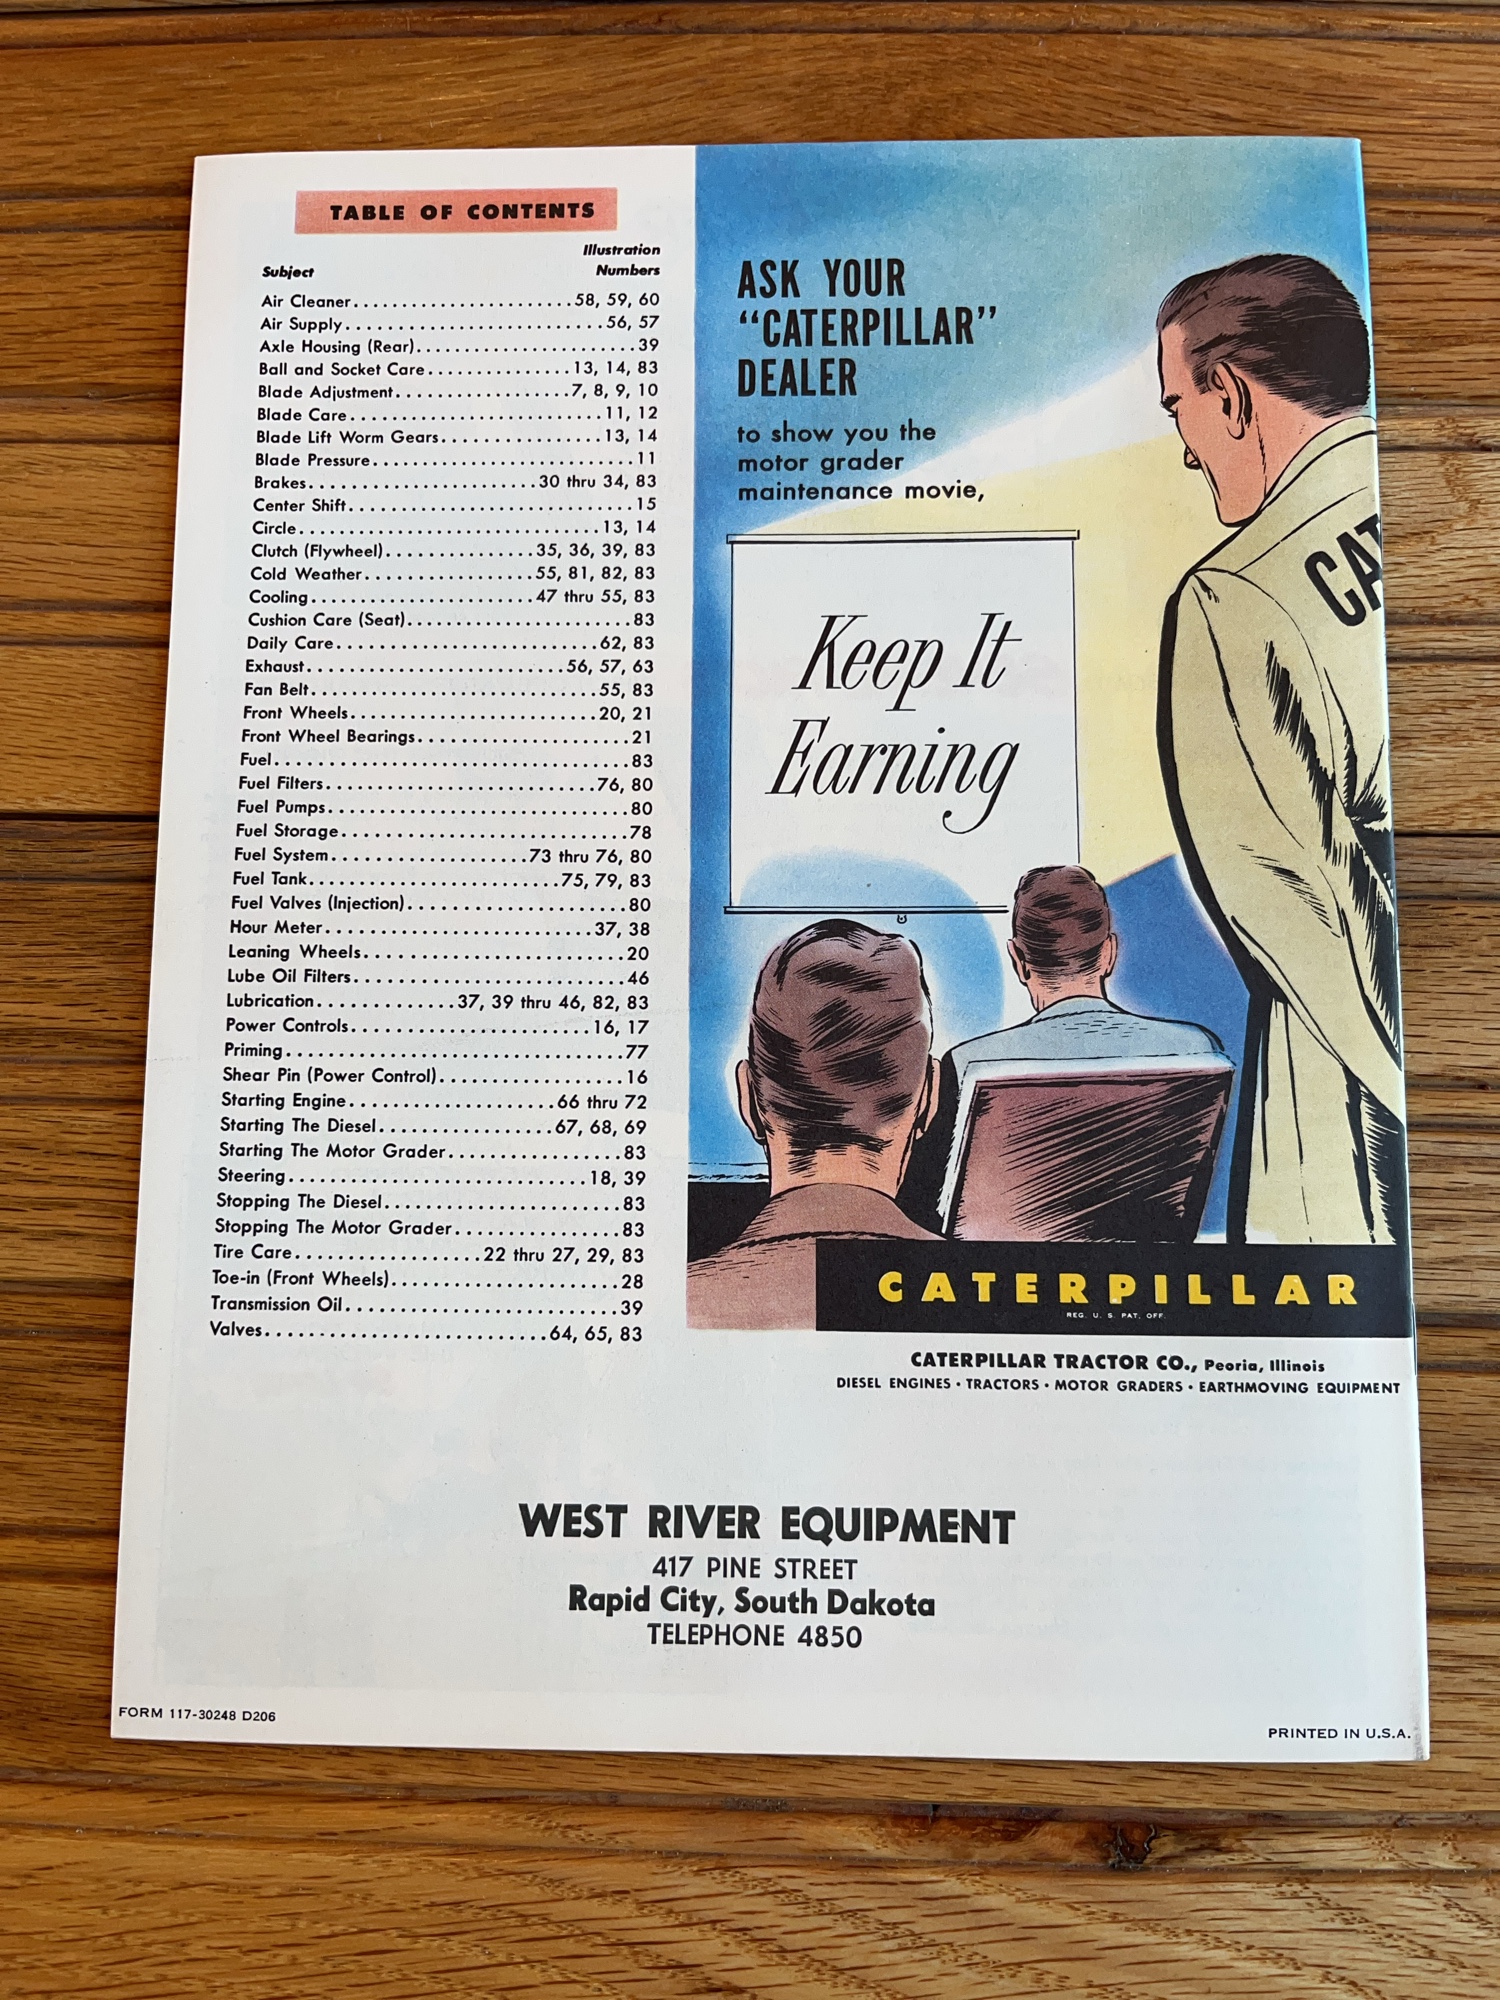 TABLE OF CONTENTS
Illustration
Subject Numbers
Air Cleaner.......................58, 59, 60
Air Supply...........................56, 57
Axle Housing (Rear).......................39
Ball and Socket Care...............13, 14, 83
Blade Adjustment...................7, 8, 9, 10
Blade Care...........................11, 12
Blade Lift Worm Gears.................13, 14
Blade Pressure............................11
Brakes........................30 thru 34, 83
Center Shift..............................15
Circle................................13, 14
Clutch (Flywheel)................35, 36, 39, 83
Cold Weather..................55, 81, 82, 83
Cooling........................47 thru 55, 83
Cushion Care (Seat)........................83
Daily Care............................62, 83
Exhaust...........................56, 57, 63
Fan Belt..............................55, 83
Front Wheels..........................20, 21
Front Wheel Bearings.......................21
Fuel......................................83
Fuel Filters............................76, 80
Fuel Pumps................................80
Fuel Storage..............................78
Fuel System.....................73 thru 76, 80
Fuel Tank..........................75, 79, 83
Fuel Valves (Injection).......................80
Hour Meter............................37, 38
Leaning Wheels............................20
Lube Oil Filters............................46
Lubrication...............37, 39 thru 46, 82, 83
Power Controls.........................16, 17
Priming...................................77
Shear Pin (Power Control)....................16
Starting Engine......................66 thru 72
Starting The Diesel...................67, 68, 69
Starting The Motor Grader...................83
Steering...............................18, 39
Stopping The Diesel.........................83
Stopping The Motor Grader..................83
Tire Care....................22 thru 27, 29, 83
Toe-in (Front Wheels)........................28
Transmission Oil............................39
Valves..............................64, 65, 83
ASK YOUR
“CATERPILLAR”
DEALER
to show you the
motor grader
maintenance movie,
Keep It
Earning
CAT
CATERPILLAR
REG. U. S. PAT. OFF.
CATERPILLAR TRACTOR CO., Peoria, Illinois
DIESEL ENGINES • TRACTORS • MOTOR GRADERS • EARTHMOVING EQUIPMENT
WEST RIVER EQUIPMENT
417 PINE STREET
Rapid City, South Dakota
TELEPHONE 4850
FORM 117-30248 D206
PRINTED IN U.S.A.